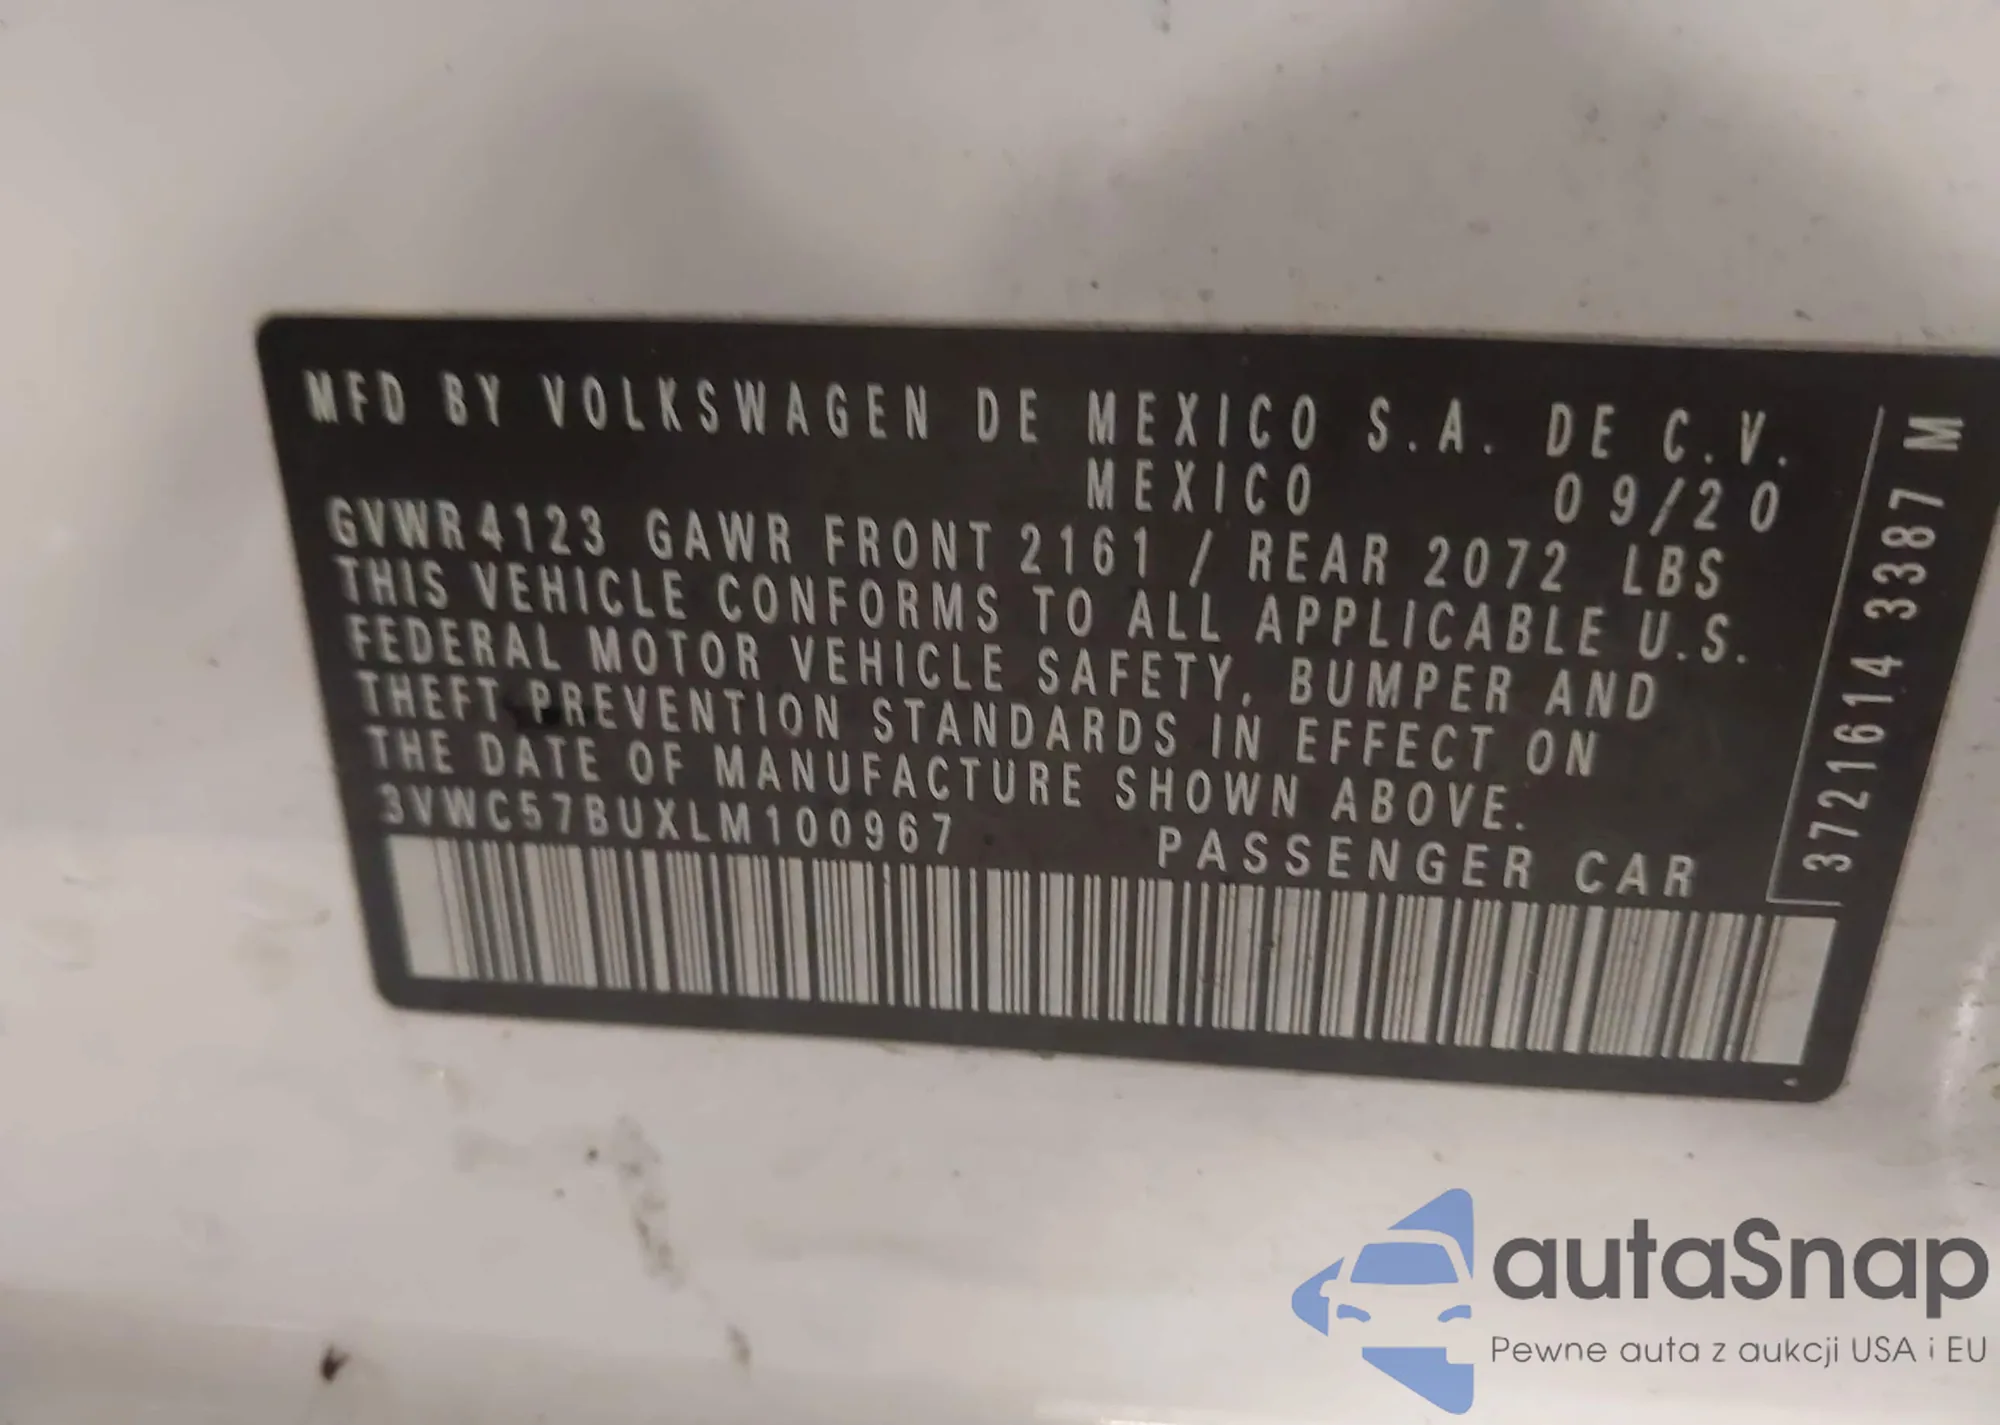 MFD BY VOLKSWAGEN DE MEXICO S.A. DE C.V.
MEXICO 09/20
GVWR 4123 GAWR FRONT 2161 / REAR 2072 LBS
THIS VEHICLE CONFORMS TO ALL APPLICABLE U.S.
FEDERAL MOTOR VEHICLE SAFETY, BUMPER AND
THEFT PREVENTION STANDARDS IN EFFECT ON
THE DATE OF MANUFACTURE SHOWN ABOVE.
3VWC57BUXLM100967 PASSENGER CAR
3721614 3387 M
autaSnap
Pewne auta z aukcji USA i EU